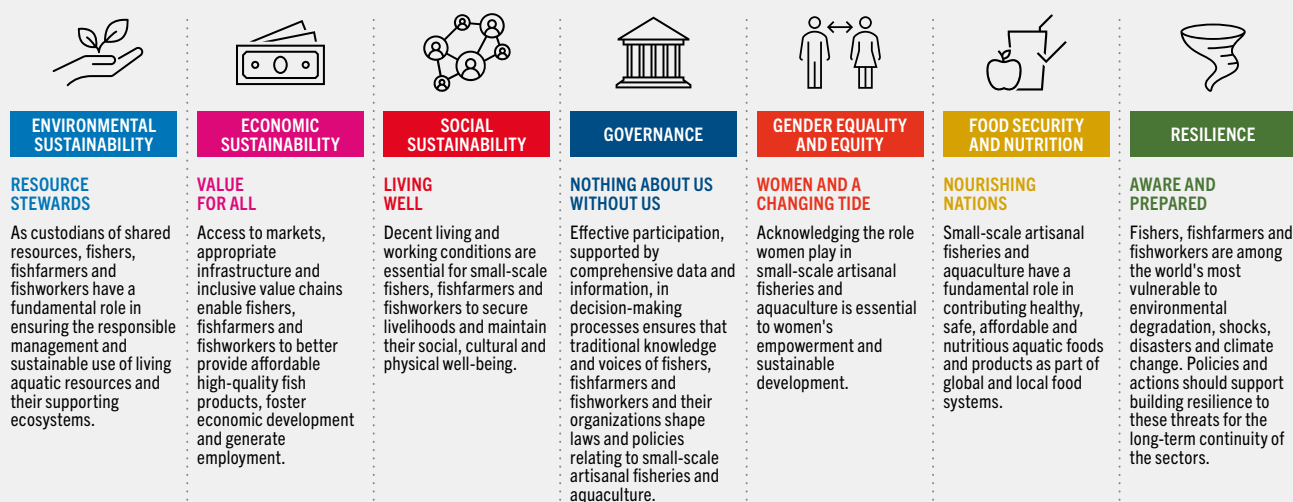 ENVIRONMENTAL
SUSTAINABILITY
RESOURCE
STEWARDS
As custodians of shared
resources, fishers,
fishfarmers and
fishworkers have a
fundamental role in
ensuring the responsible
management and
sustainable use of living
aquatic resources and
their supporting
ecosystems.
ECONOMIC
SUSTAINABILITY
VALUE
FOR ALL
Access to markets,
appropriate
infrastructure and
inclusive value chains
enable fishers,
fishfarmers and
fishworkers to better
provide affordable
high-quality fish
products, foster
economic development
and generate
employment.
SOCIAL
SUSTAINABILITY
LIVING
WELL
Decent living and
working conditions are
essential for small-scale
fishers, fishfarmers and
fishworkers to secure
livelihoods and maintain
their social, cultural and
physical well-being.
GOVERNANCE
NOTHING ABOUT US
WITHOUT US
Effective participation,
supported by
comprehensive data and
information, in
decision-making
processes ensures that
traditional knowledge
and voices of fishers,
fishfarmers and
fishworkers and their
organizations shape
laws and policies
relating to small-scale
artisanal fisheries and
aquaculture.
GENDER EQUALITY
AND EQUITY
WOMEN AND A
CHANGING TIDE
Acknowledging the role
women play in
small-scale artisanal
fisheries and
aquaculture is essential
to women's
empowerment and
sustainable
development.
FOOD SECURITY
AND NUTRITION
NOURISHING
NATIONS
Small-scale artisanal
fisheries and
aquaculture have a
fundamental role in
contributing healthy,
safe, affordable and
nutritious aquatic foods
and products as part of
global and local food
systems.
RESILIENCE
AWARE AND
PREPARED
Fishers, fishfarmers and
fishworkers are among
the world's most
vulnerable to
environmental
degradation, shocks,
disasters and climate
change. Policies and
actions should support
building resilience to
these threats for the
long-term continuity of
the sectors.